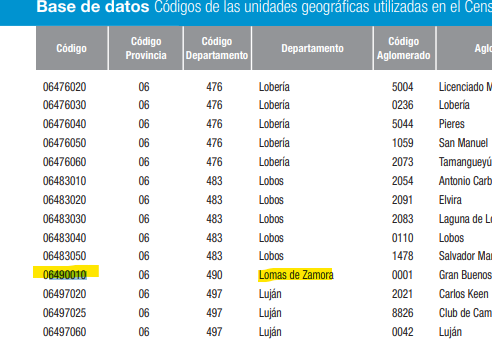 Base de datos Códigos de las unidades geográficas utilizadas en el Cens
Código Código Provincia Código Departamento Departamento Código Aglomerado Aglo
06476020 06 476 Lobería 5004 Licenciado M
06476030 06 476 Lobería 0236 Lobería
06476040 06 476 Lobería 5044 Pieres
06476050 06 476 Lobería 1059 San Manuel
06476060 06 476 Lobería 2073 Tamangueyú
06483010 06 483 Lobos 2054 Antonio Carb
06483020 06 483 Lobos 2091 Elvira
06483030 06 483 Lobos 2083 Laguna de Lo
06483040 06 483 Lobos 0110 Lobos
06483050 06 483 Lobos 1478 Salvador Mar
06490010 06 490 Lomas de Zamora 0001 Gran Buenos
06497020 06 497 Luján 2021 Carlos Keen
06497025 06 497 Luján 8826 Club de Cam
06497060 06 497 Luján 0042 Luján